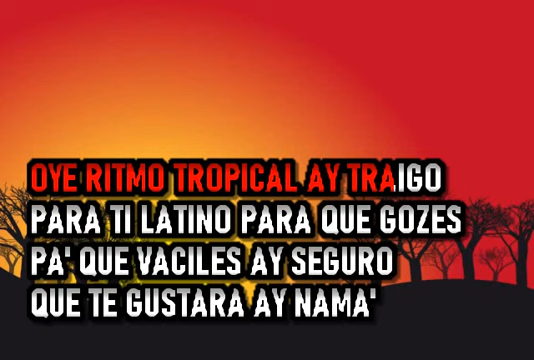 OYE RITMO TROPICAL AY TRAIGO
PARA TI LATINO PARA QUE GOZES
PA' QUE VACILES AY SEGURO
QUE TE GUSTARA AY NAMA'